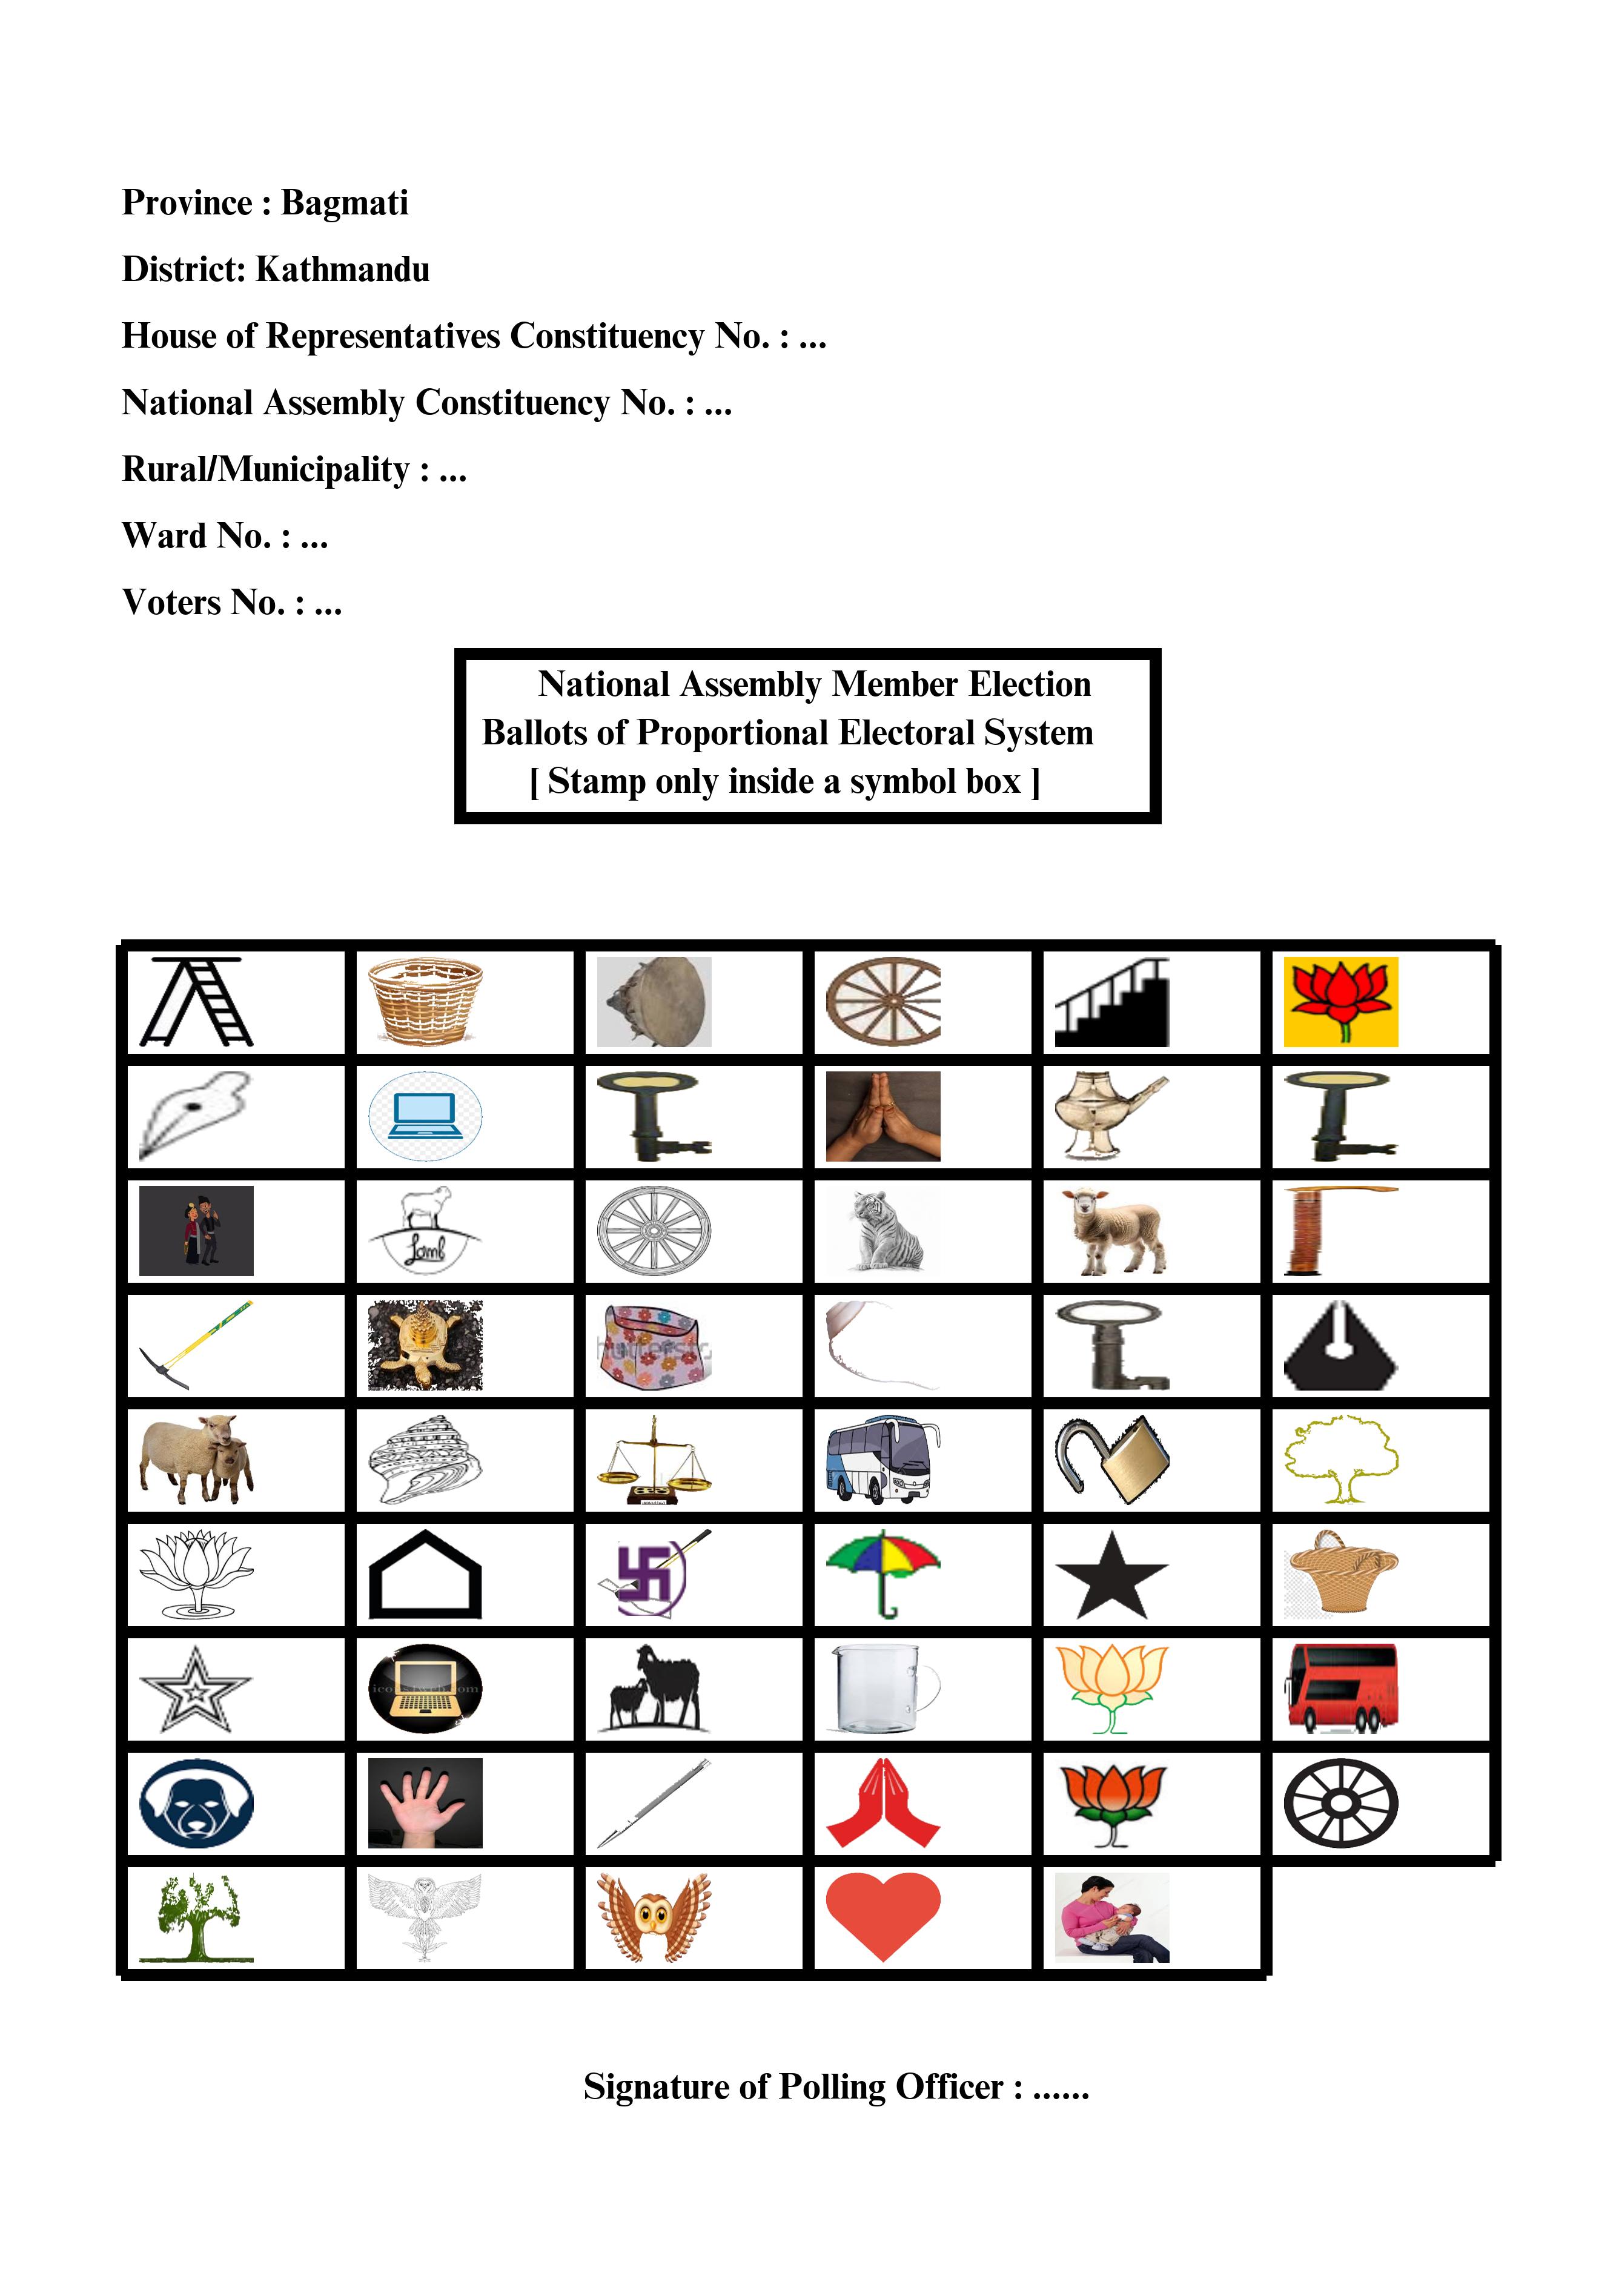 Province : Bagmati
District: Kathmandu
House of Representatives Constituency No. : ...
National Assembly Constituency No. : ...
Rural/Municipality : ...
Ward No. : ...
Voters No. : ...
National Assembly Member Election
Ballots of Proportional Electoral System
[ Stamp only inside a symbol box ]
Lamb
Signature of Polling Officer : ......